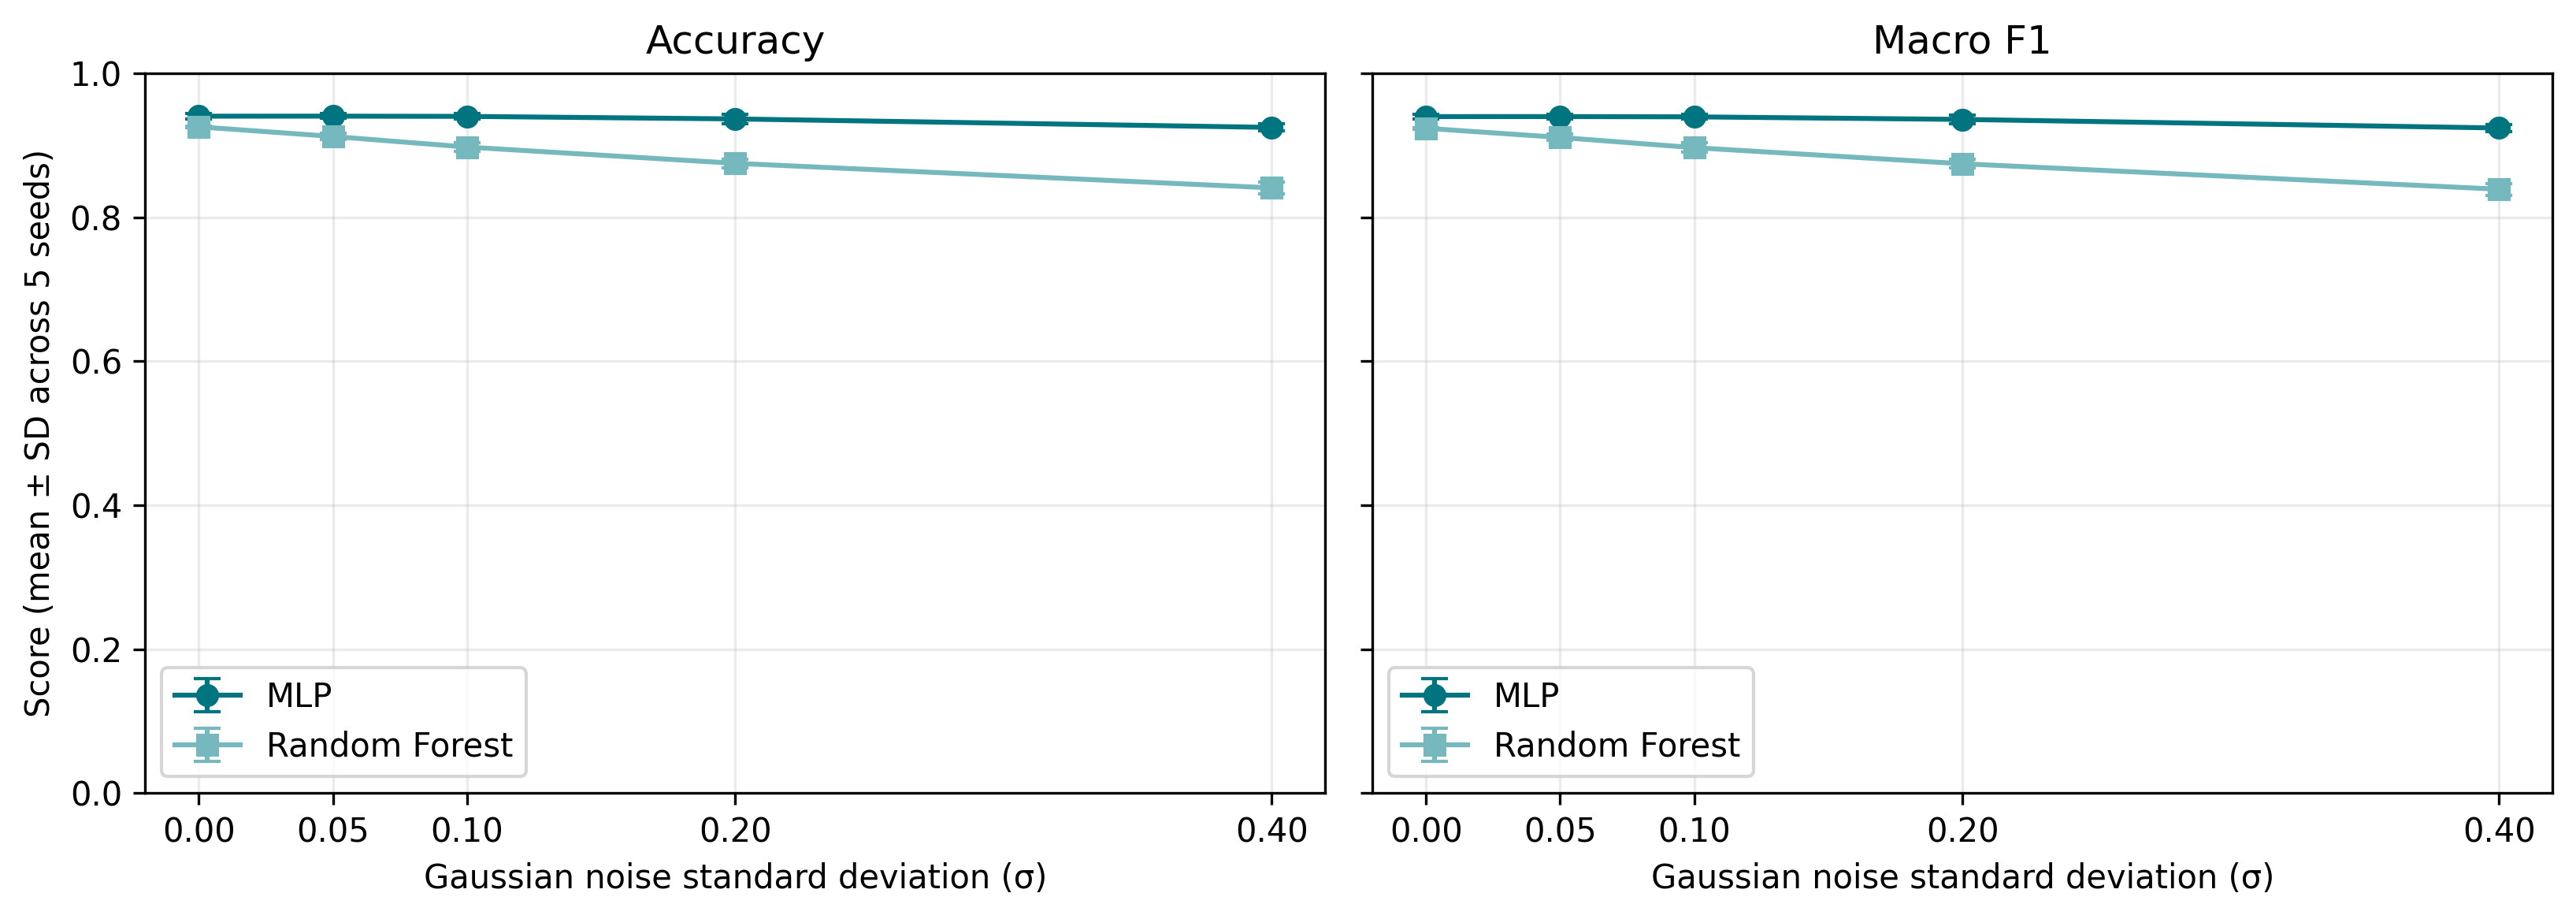 Accuracy
Macro F1
Score (mean ± SD across 5 seeds)
1.0
0.8
0.6
0.4
0.2
0.0
MLP
Random Forest
MLP
Random Forest
0.00 0.05 0.10 0.20 0.40
0.00 0.05 0.10 0.20 0.40
Gaussian noise standard deviation (σ)
Gaussian noise standard deviation (σ)